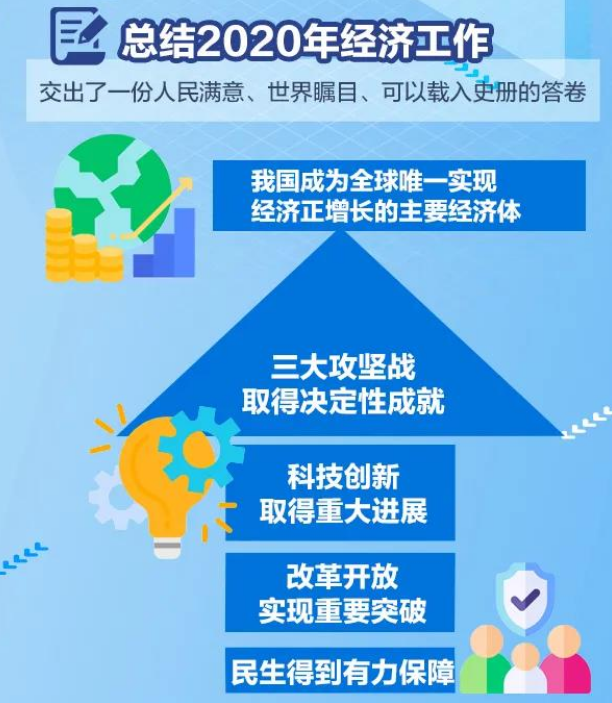 总结2020年经济工作
交出了一份人民满意、世界瞩目、可以载入史册的答卷
我国成为全球唯一实现
经济正增长的主要经济体
三大攻坚战
取得决定性成就
科技创新
取得重大进展
改革开放
实现重要突破
民生得到有力保障